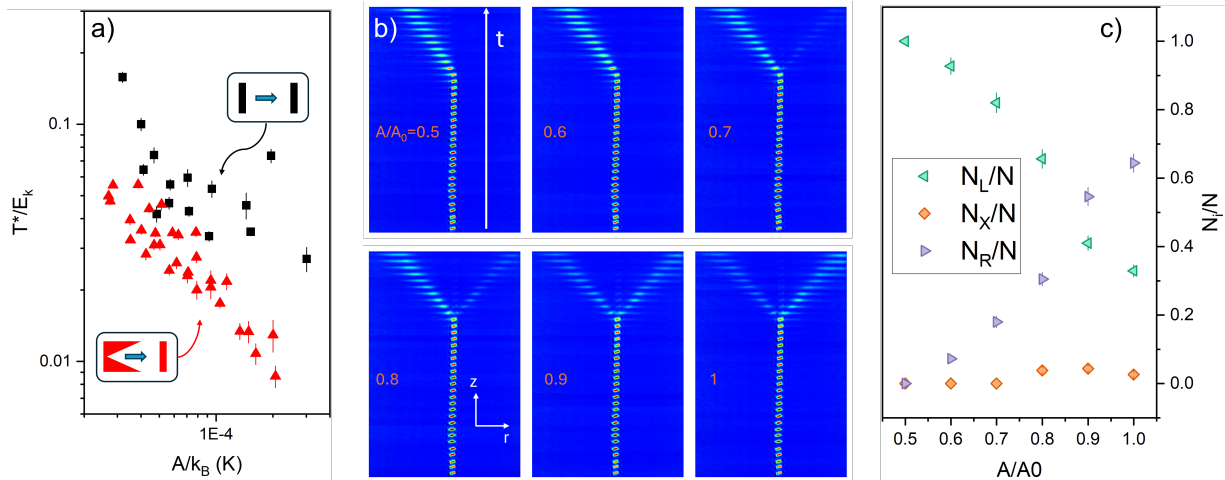 a)
T*/E_k
0.1
0.01
1E-4
A/k_B (K)
b)
t
A/A_0=0.5
0.6
0.7
0.8
z
r
0.9
1
c)
N_L/N
N_X/N
N_R/N
1.0
0.8
0.6
0.4
0.2
0.0
N_i/N
0.5 0.6 0.7 0.8 0.9 1.0
A/A0